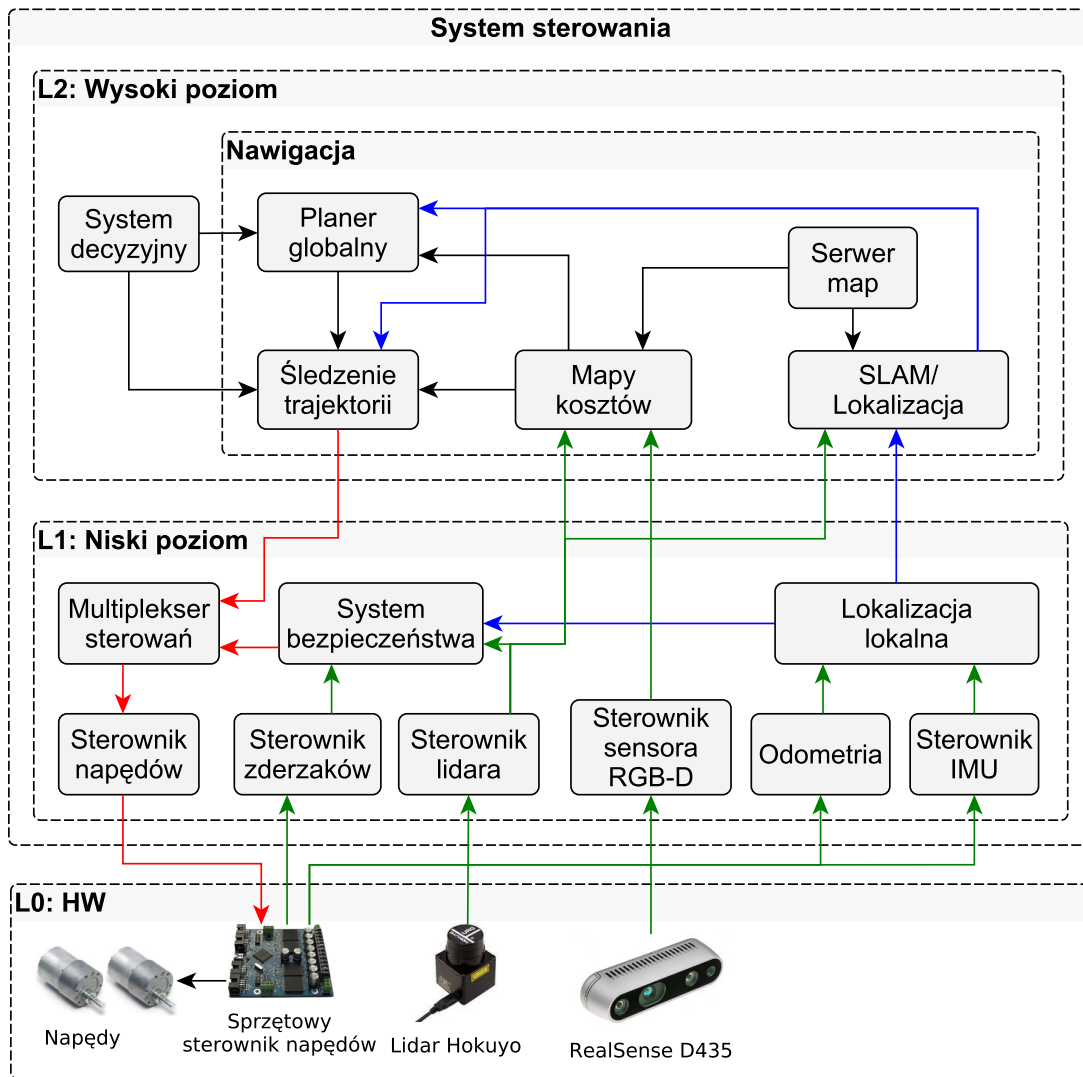 System sterowania
L2: Wysoki poziom
Nawigacja
System
decyzyjny
Planer
globalny
Serwer
map
Śledzenie
trajektorii
Mapy
kosztów
SLAM/
Lokalizacja
L1: Niski poziom
Multiplekser
sterowań
System
bezpieczeństwa
Lokalizacja
lokalna
Sterownik
napędów
Sterownik
zderzaków
Sterownik
lidara
Sterownik
sensora
RGB-D
Odometria
Sterownik
IMU
L0: HW
Napędy
Sprzętowy
sterownik napędów
Lidar Hokuyo
RealSense D435